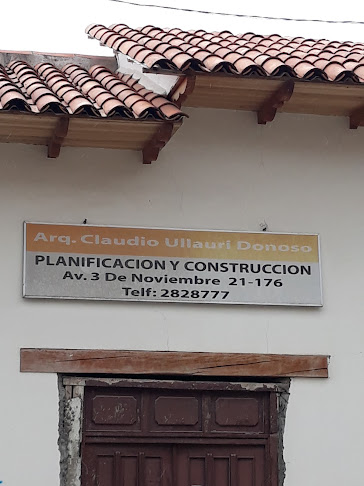 Arq. Claudio Ullauri Donoso
PLANIFICACION Y CONSTRUCCION
Av. 3 De Noviembre 21-176
Telf: 2828777